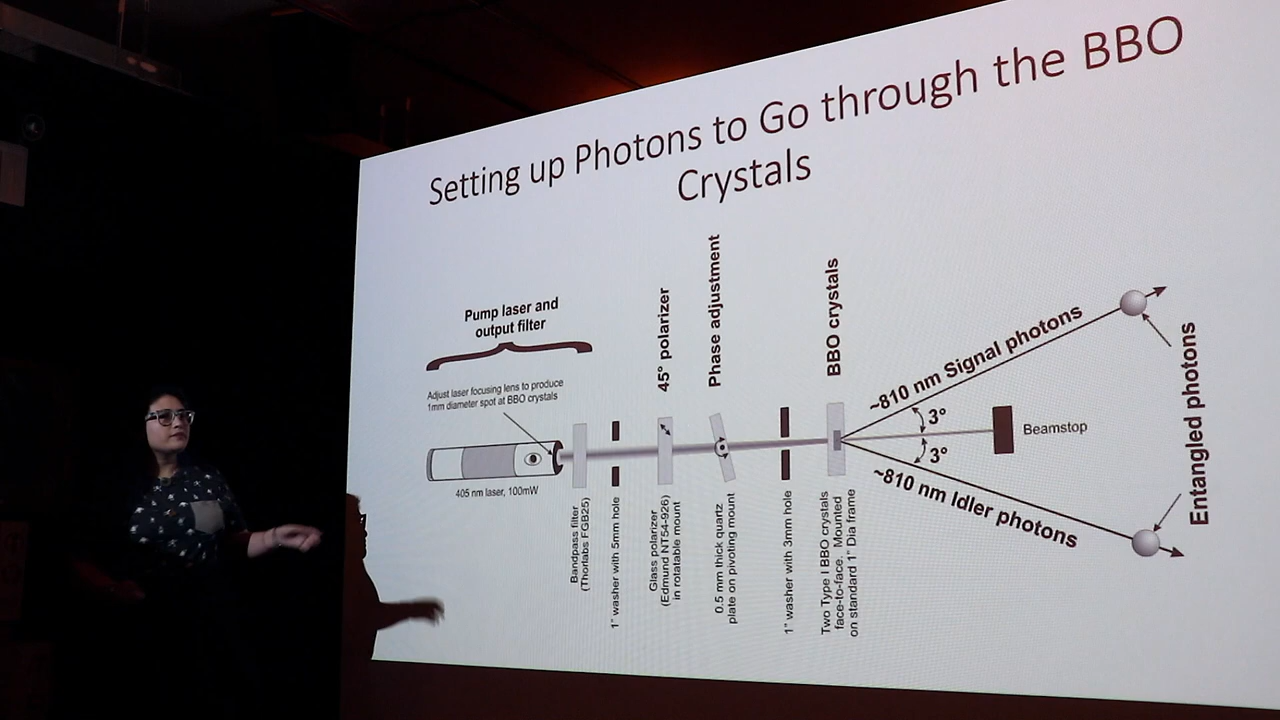 Setting up Photons to Go through the BBO
Crystals
Pump laser and
output filter
Adjust laser focusing lens to produce
1mm diameter spot at BBO crystals
405 nm laser, 100mW
45° polarizer
Phase adjustment
BBO crystals
Bandpass filter
(Thorlabs FGB25)
1" washer with 5mm hole
Glass polarizer
(Edmund NT54-926)
in rotatable mount
0.5 mm thick quartz
plate on pivoting mount
1" washer with 3mm hole
Two Type I BBO crystals
face-to-face. Mounted
on standard 1" Dia frame
~810 nm Signal photons
3°
3°
~810 nm Idler photons
Beamstop
Entangled photons